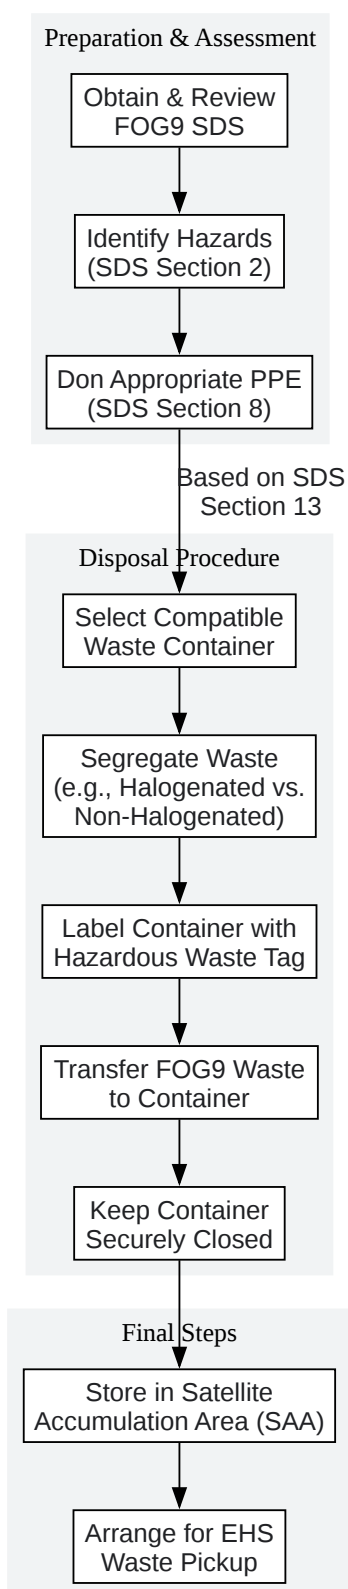 Preparation & Assessment
Obtain & Review
FOG9 SDS
Identify Hazards
(SDS Section 2)
Don Appropriate PPE
(SDS Section 8)
Based on SDS
Section 13
Disposal Procedure
Select Compatible
Waste Container
Segregate Waste
(e.g., Halogenated vs.
Non-Halogenated)
Label Container with
Hazardous Waste Tag
Transfer FOG9 Waste
to Container
Keep Container
Securely Closed
Final Steps
Store in Satellite
Accumulation Area (SAA)
Arrange for EHS
Waste Pickup